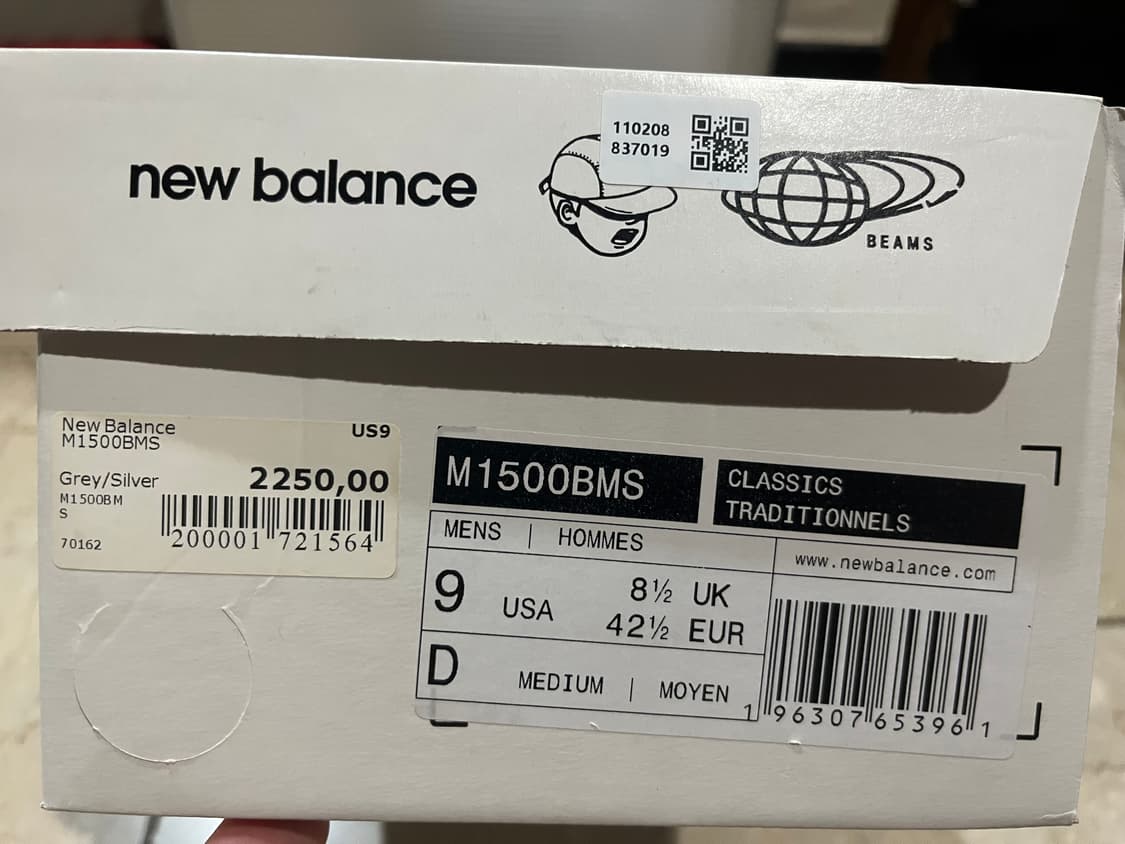 new balance
110208
837019
BEAMS
New Balance
M1500BMS
US9
Grey/Silver
2250,00
M1500BM
S
200001 721564
70162
M1500BMS
CLASSICS
TRADITIONNELS
MENS | HOMMES
www.newbalance.com
9 USA
8½ UK
42½ EUR
D MEDIUM | MOYEN
1 96307 65396 1